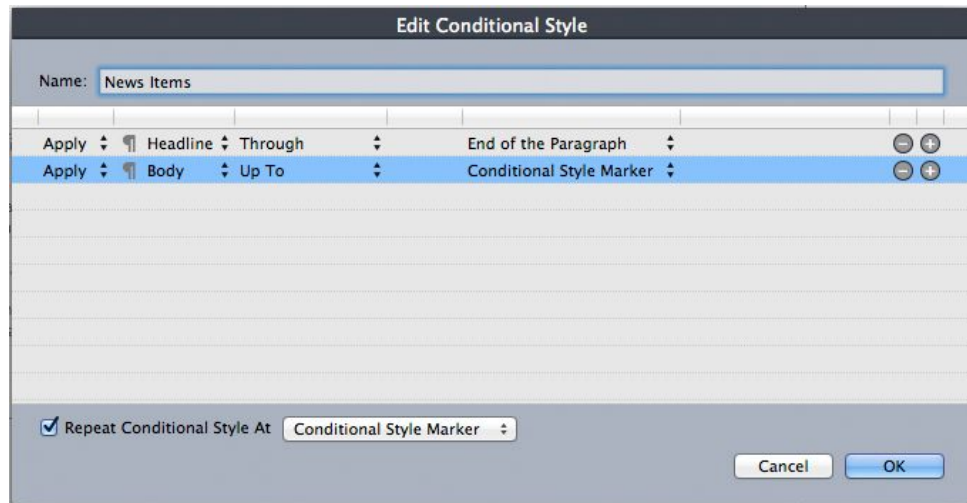 Edit Conditional Style
Name: News Items
Apply ¶ Headline Through End of the Paragraph
Apply ¶ Body Up To Conditional Style Marker
Repeat Conditional Style At Conditional Style Marker
Cancel OK